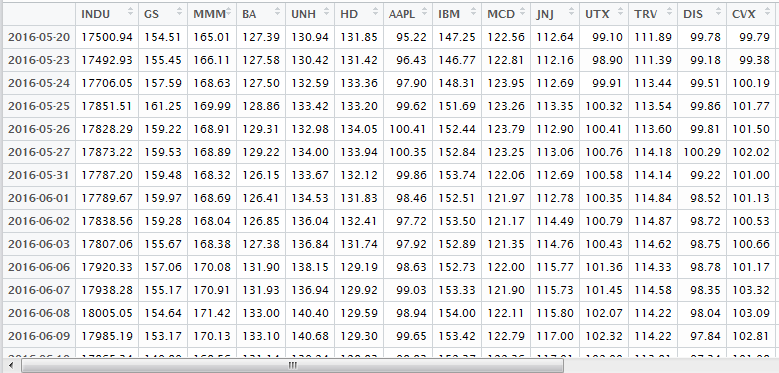 INDU GS MMM BA UNH HD AAPL IBM MCD JNJ UTX TRV DIS CVX
2016-05-20 17500.94 154.51 165.01 127.39 130.94 131.85 95.22 147.25 122.56 112.64 99.10 111.89 99.78 99.79
2016-05-23 17492.93 155.45 166.11 127.58 130.42 131.42 96.43 146.77 122.81 112.16 98.90 111.39 99.18 99.38
2016-05-24 17706.05 157.59 168.63 127.50 132.59 133.36 97.90 148.31 123.95 112.69 99.91 113.44 99.51 100.19
2016-05-25 17851.51 161.25 169.99 128.86 133.42 133.20 99.62 151.69 123.26 113.35 100.32 113.54 99.86 101.77
2016-05-26 17828.29 159.22 168.91 129.31 132.98 134.05 100.41 152.44 123.79 112.90 100.41 113.60 99.81 101.50
2016-05-27 17873.22 159.53 168.89 129.22 134.00 133.94 100.35 152.84 123.25 113.06 100.76 114.18 100.29 102.02
2016-05-31 17787.20 159.48 168.32 126.15 133.67 132.12 99.86 153.74 122.06 112.69 100.58 114.14 99.22 101.00
2016-06-01 17789.67 159.97 168.69 126.41 134.53 131.83 98.46 152.51 121.97 112.78 100.35 114.84 98.52 101.13
2016-06-02 17838.56 159.28 168.04 126.85 136.04 132.41 97.72 153.50 121.17 114.49 100.79 114.87 98.72 100.53
2016-06-03 17807.06 155.67 168.38 127.38 136.84 131.74 97.92 152.89 121.35 114.76 100.43 114.62 98.75 100.66
2016-06-06 17920.33 157.06 170.08 131.90 138.15 129.19 98.63 152.73 122.00 115.77 101.36 114.33 98.78 101.17
2016-06-07 17938.28 155.17 170.91 131.93 136.94 129.92 99.03 153.33 121.90 115.73 101.45 114.58 98.35 103.32
2016-06-08 18005.05 154.64 171.42 133.00 140.40 129.59 98.94 154.00 122.11 115.80 102.07 114.22 98.04 103.09
2016-06-09 17985.19 153.17 170.13 133.10 140.68 129.30 99.65 153.42 122.79 117.00 102.32 114.22 97.84 102.81